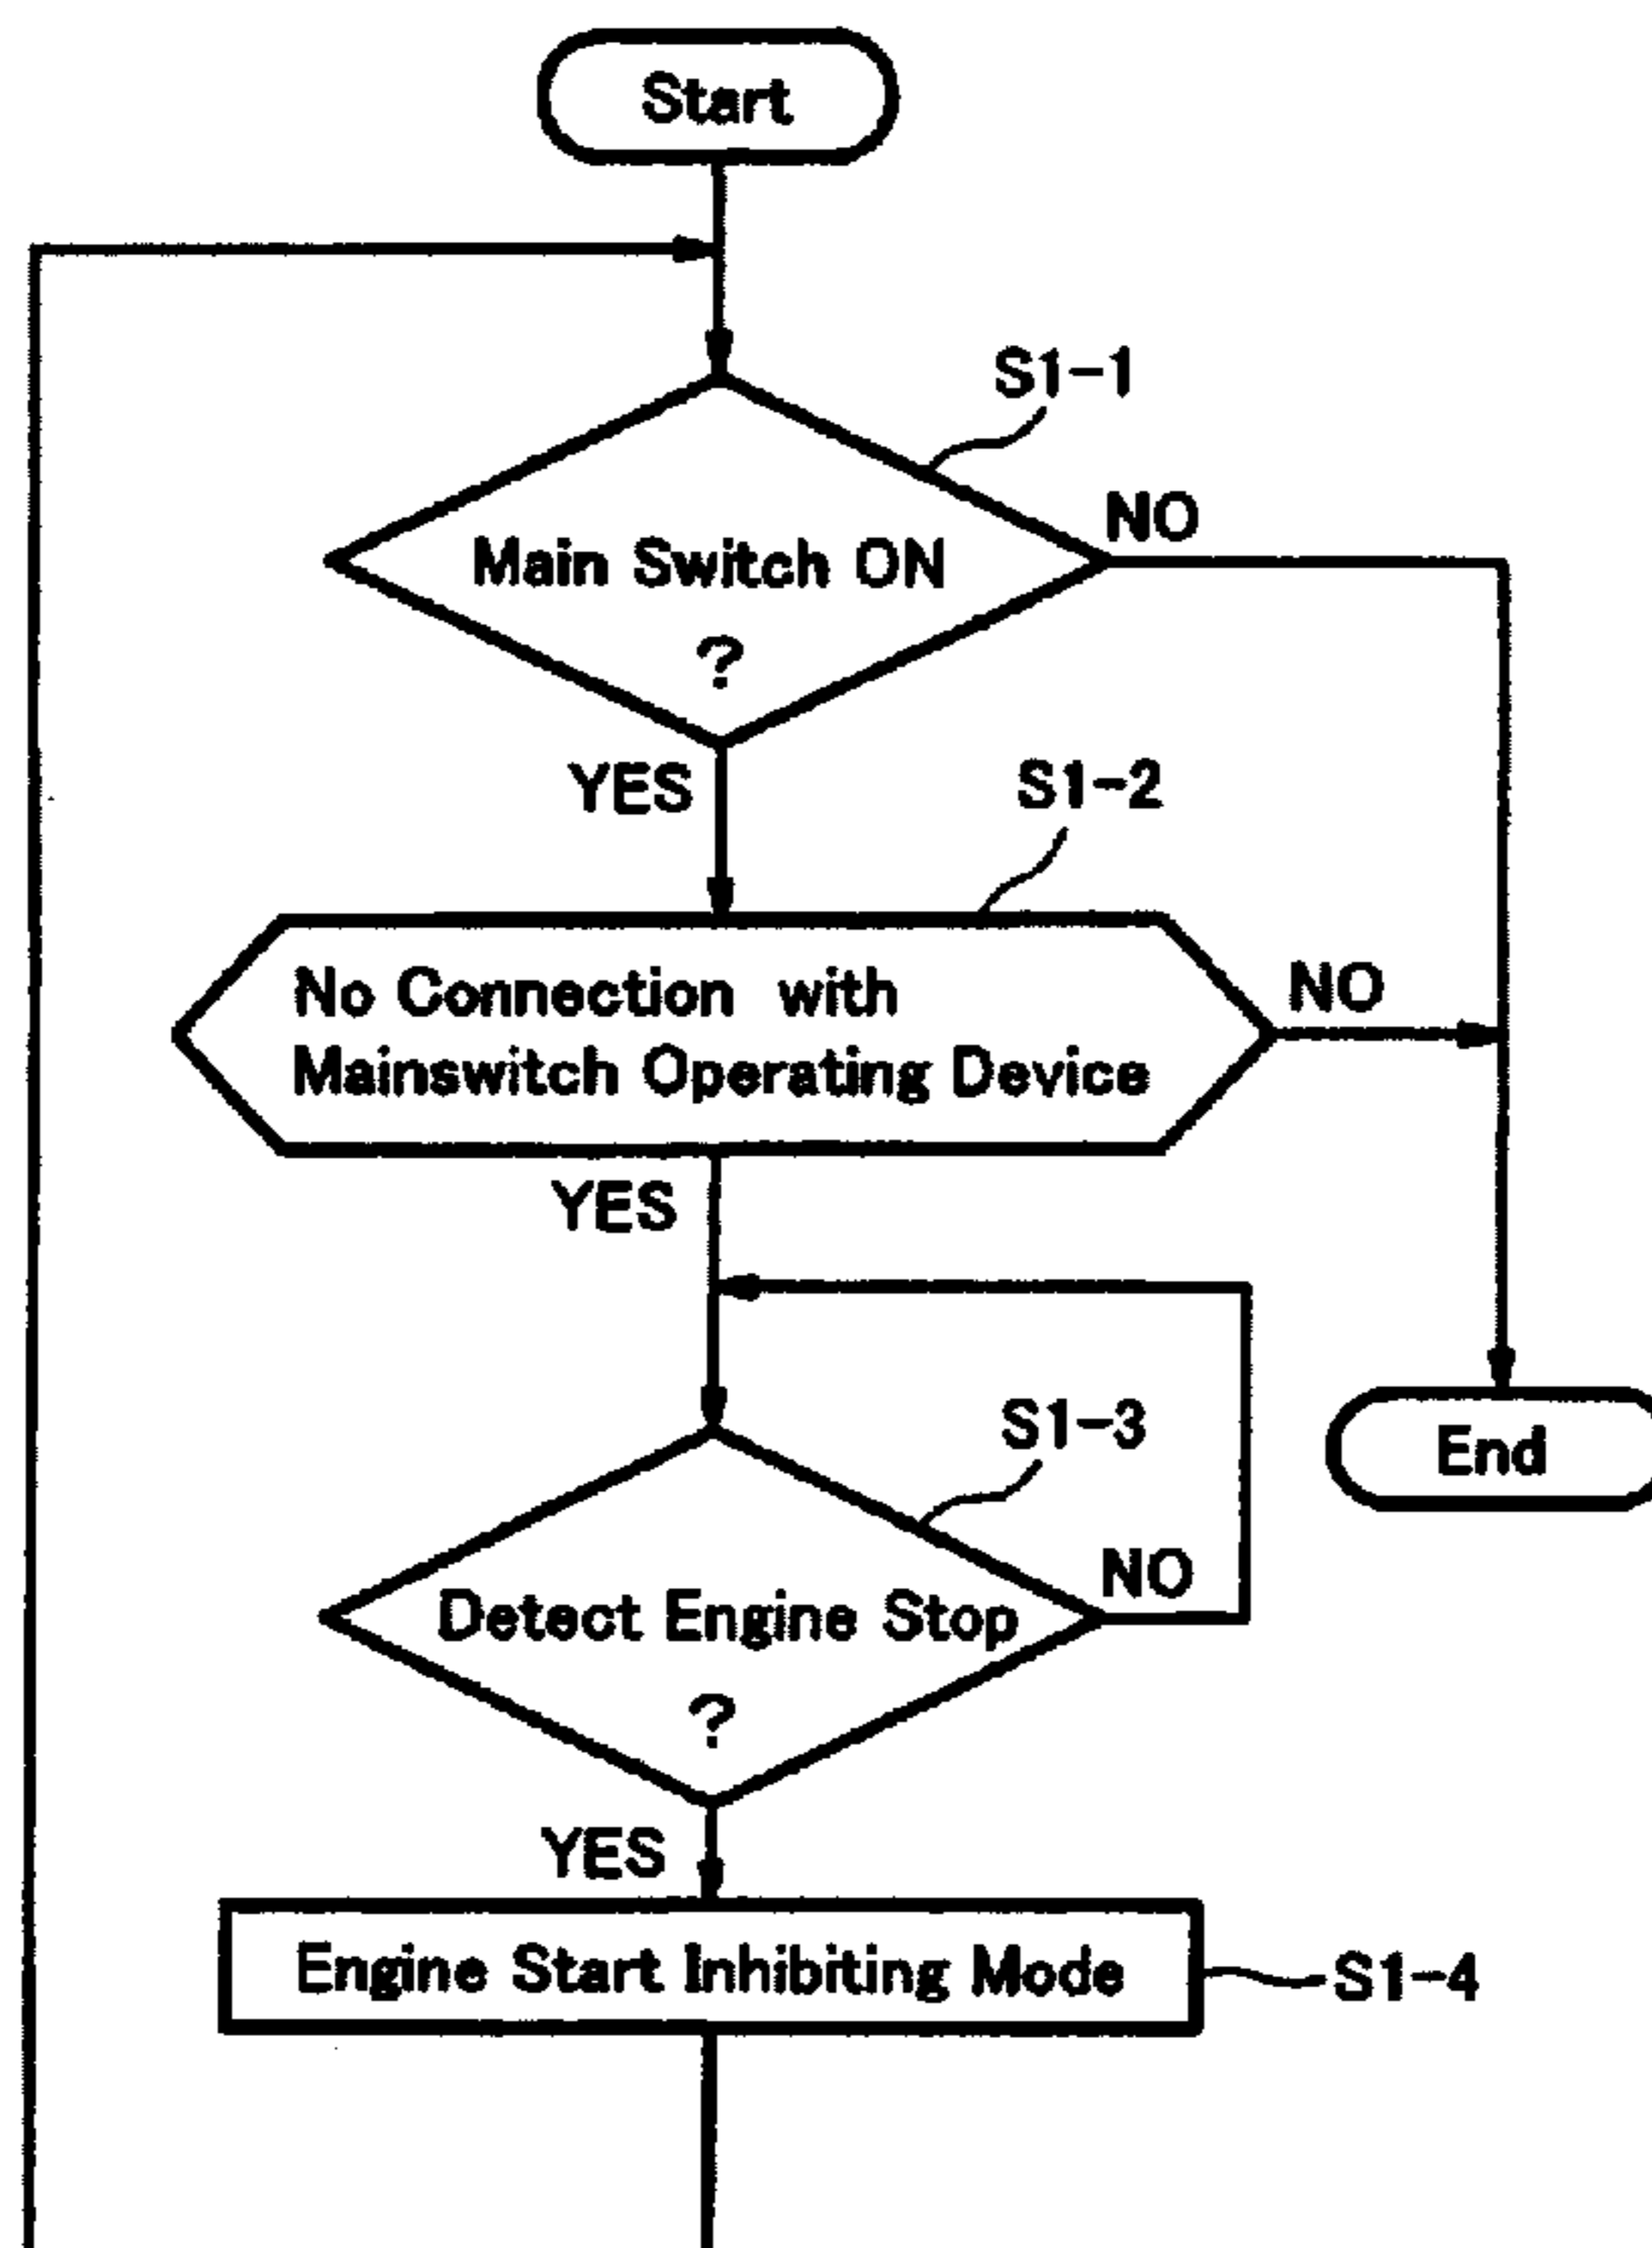 Start
S1-1
NO
Main Switch ON
?
YES
S1-2
No Connection with
Mainswitch Operating Device
NO
YES
S1-3
End
NO
Detect Engine Stop
?
YES
Engine Start Inhibiting Mode
S1-4